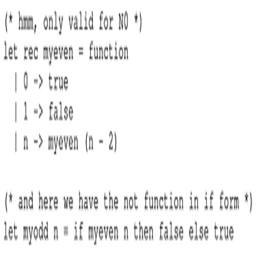 (* hmm, only valid for N0 *)
let rec myeven = function
| 0 -> true
| 1 -> false
| n -> myeven (n - 2)
(* and here we have the not function in if form *)
let myodd n = if myeven n then false else true